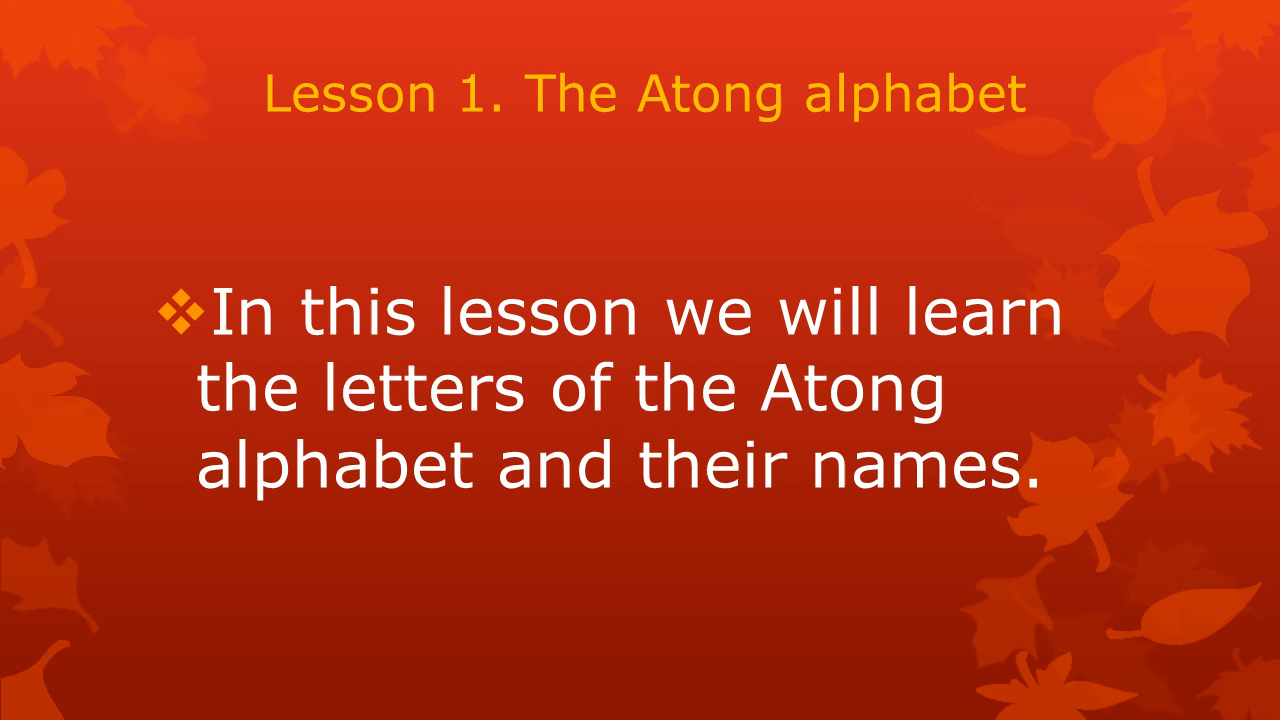 Lesson 1. The Atong alphabet
❖In this lesson we will learn
the letters of the Atong
alphabet and their names.